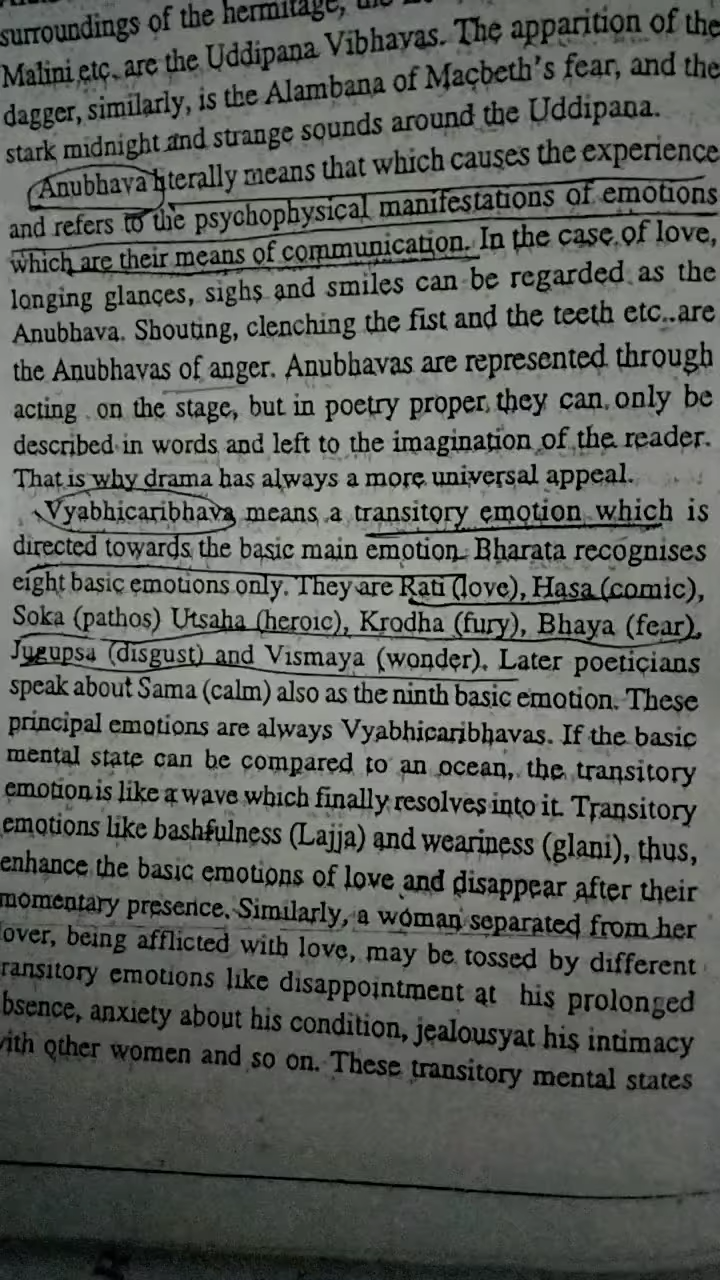 surroundings of the hermitage,
Malini etc. are the Uddipana Vibhavas. The apparition of the
dagger, similarly, is the Alambana of Macbeth's fear, and the
stark midnight and strange sounds around the Uddipana.
Anubhava literally means that which causes the experience
and refers to the psychophysical manifestations of emotions
which are their means of communication. In the case of love,
longing glances, sighs and smiles can be regarded as the
Anubhava. Shouting, clenching the fist and the teeth etc..are
the Anubhavas of anger. Anubhavas are represented through
acting on the stage, but in poetry proper they can only be
described in words and left to the imagination of the reader.
That is why drama has always a more universal appeal.
Vyabhicaribhava means a transitory emotion which is
directed towards the basic main emotion. Bharata recognises
eight basic emotions only. They are Rati (love), Hasa (comic),
Soka (pathos) Utsaha (heroic), Krodha (fury), Bhaya (fear),
Jugupsa (disgust) and Vismaya (wonder). Later poeticians
speak about Sama (calm) also as the ninth basic emotion. These
principal emotions are always Vyabhicaribhavas. If the basic
mental state can be compared to an ocean, the transitory
emotion is like a wave which finally resolves into it. Transitory
emotions like bashfulness (Lajja) and weariness (glani), thus,
enhance the basic emotions of love and disappear after their
momentary presence. Similarly, a woman separated from her
over, being afflicted with love, may be tossed by different
ransitory emotions like disappointment at his prolonged
bsence, anxiety about his condition, jealousyat his intimacy
ith other women and so on. These transitory mental states